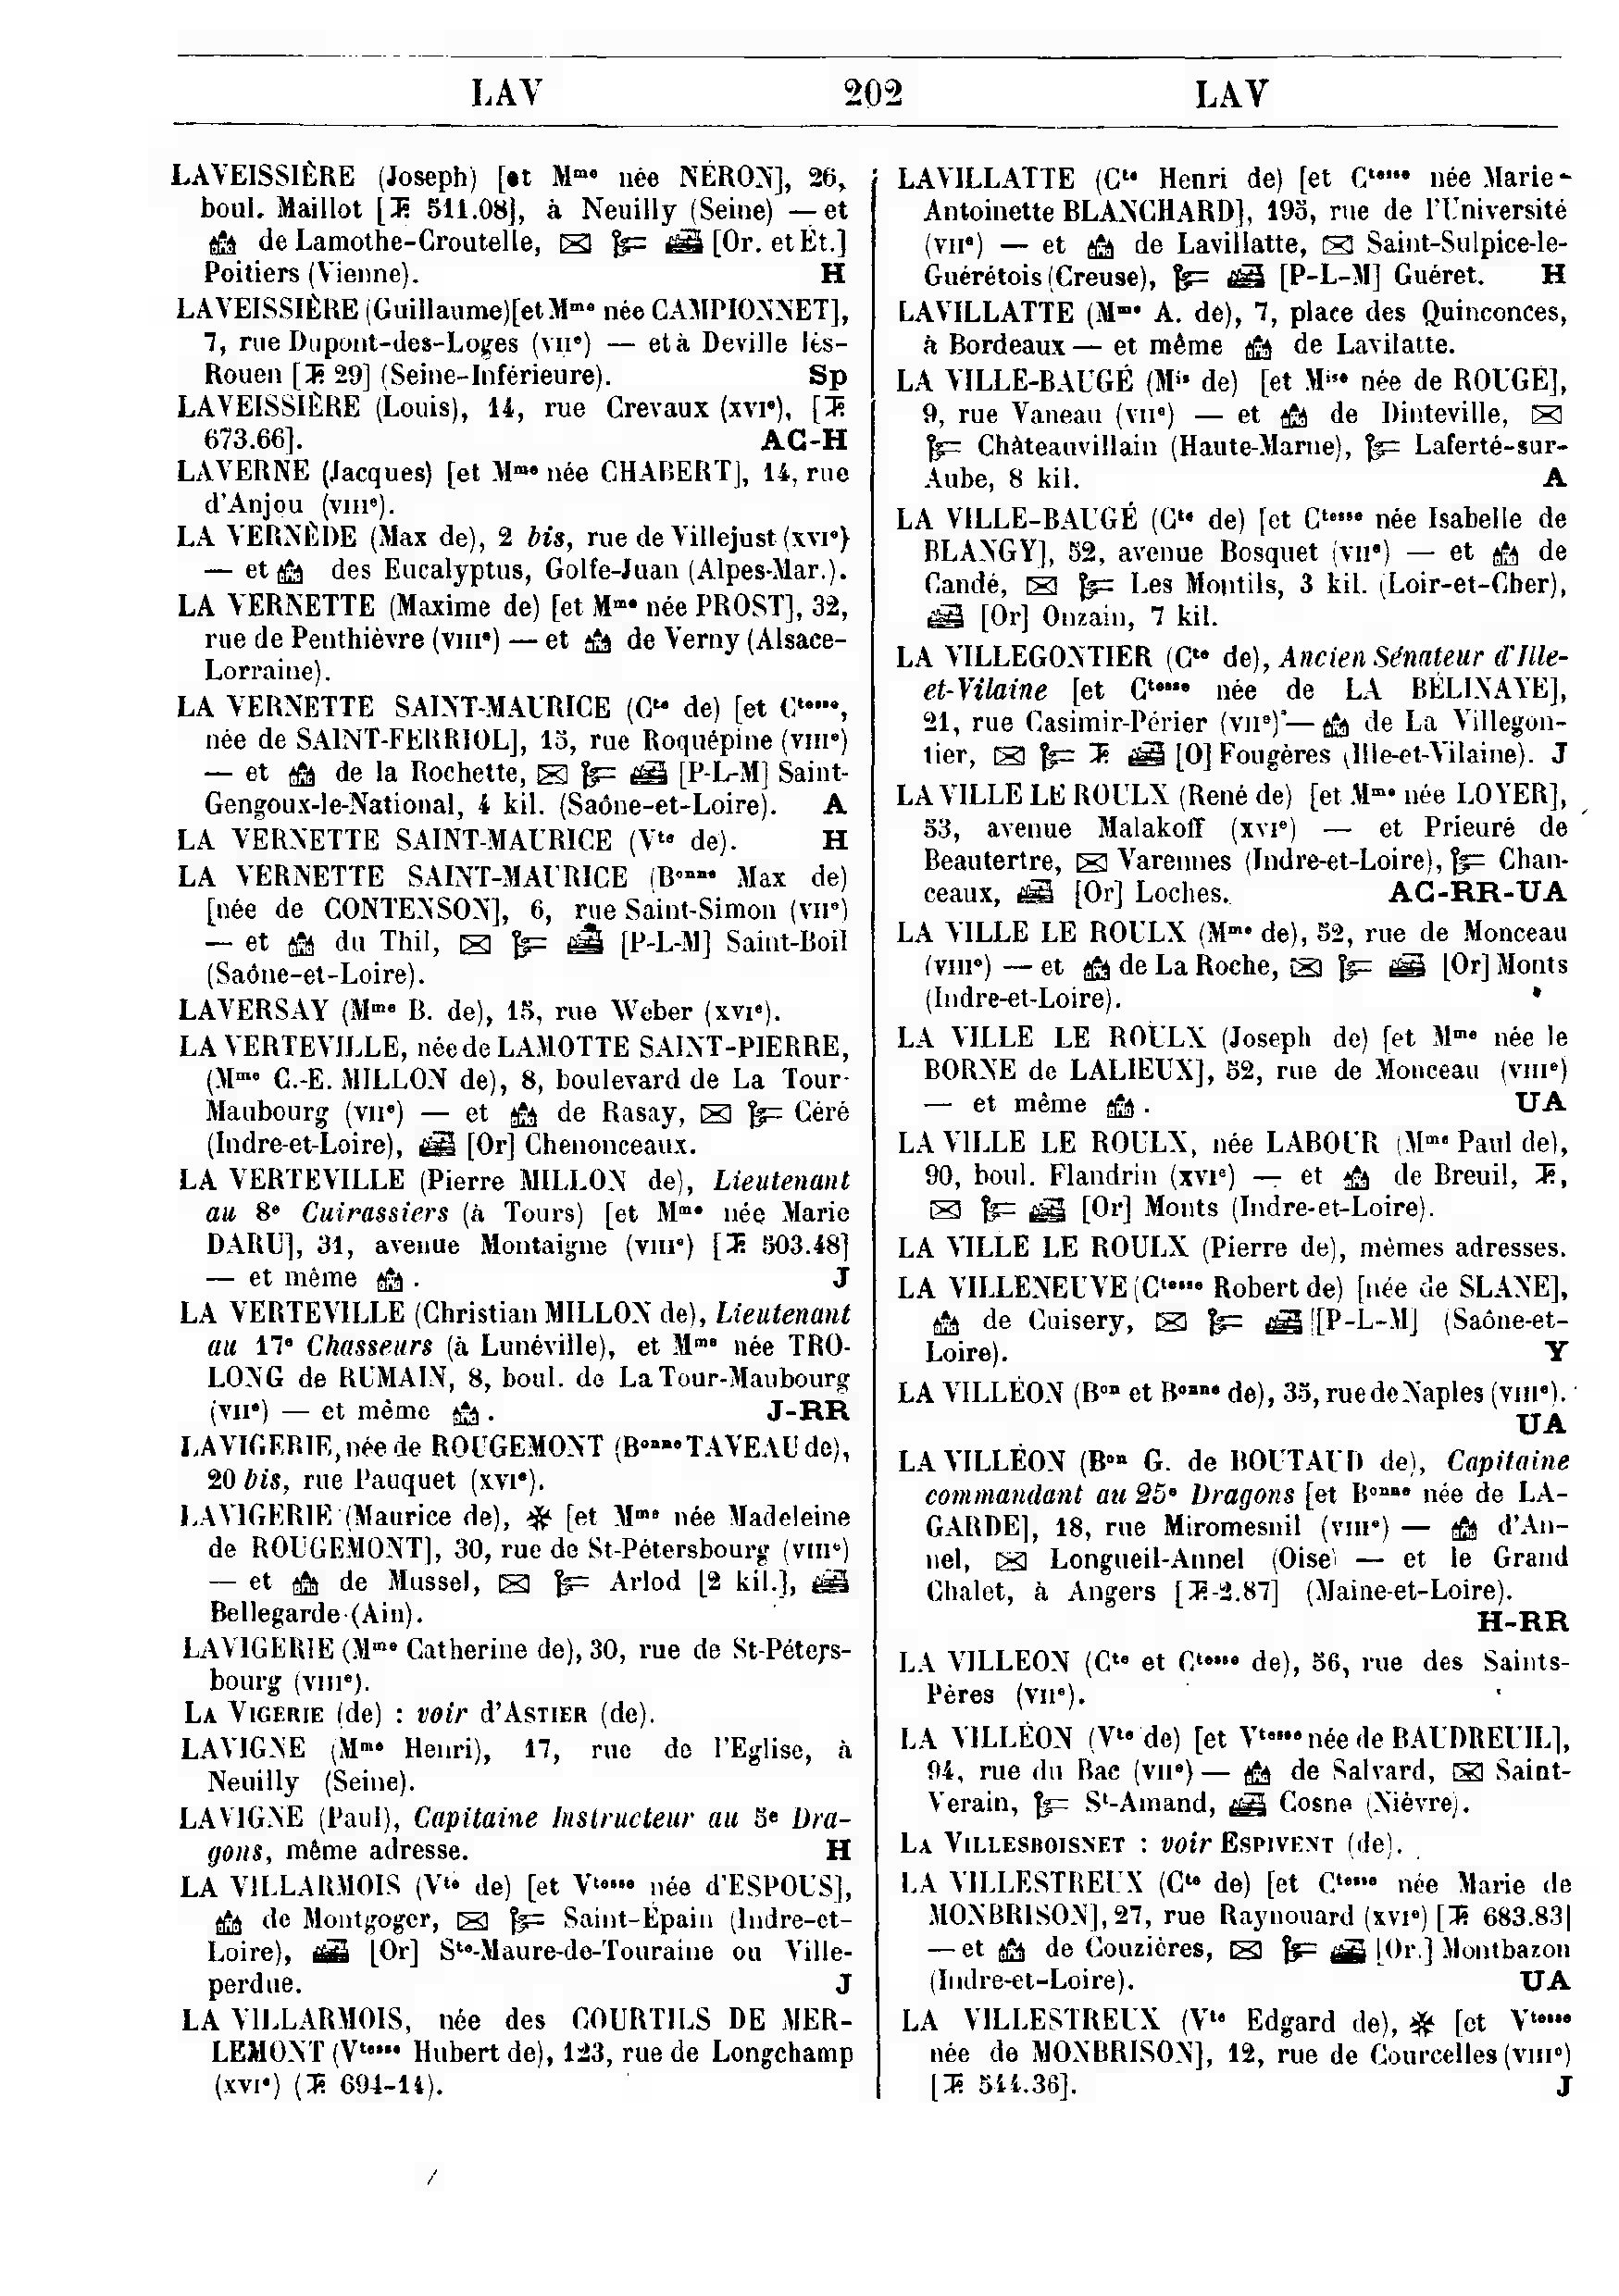 LAV 202 LAV
LAVEISSIÈRE (Joseph) [et Mme née NÉRON], 26,
boul. Maillot [T. 511.08], à Neuilly (Seine) — et
de Lamothe-Croutelle, [Or. et Ét.]
Poitiers (Vienne). H
LAVEISSIÈRE (Guillaume) [et Mme née CAMPIONNET],
7, rue Dupont-des-Loges (VIIe) — et à Deville lès-
Rouen [T. 29] (Seine-Inférieure). Sp
LAVEISSIÈRE (Louis), 14, rue Crevaux (XVIe), [T.
673.66]. AC-H
LAVERNE (Jacques) [et Mme née CHABERT], 14, rue
d'Anjou (VIIIe).
LA VERNÈDE (Max de), 2 bis, rue de Villejust (XVIe)
— et des Eucalyptus, Golfe-Juan (Alpes-Mar.).
LA VERNETTE (Maxime de) [et Mme née PROST], 32,
rue de Penthièvre (VIIIe) — et de Verny (Alsace-
Lorraine).
LA VERNETTE SAINT-MAURICE (Cte de) [et Ctesse,
née de SAINT-FERRIOL], 15, rue Roquépine (VIIIe)
— et de la Rochette, [P-L-M] Saint-
Gengoux-le-National, 4 kil. (Saône-et-Loire). A
LA VERNETTE SAINT-MAURICE (Vte de). H
LA VERNETTE SAINT-MAURICE (Bonne Max de)
[née de CONTENSON], 6, rue Saint-Simon (VIIe)
— et du Thil, [P-L-M] Saint-Boil
(Saône-et-Loire).
LAVERSAY (Mme B. de), 15, rue Weber (XVIe).
LA VERTEVILLE, née de LAMOTTE SAINT-PIERRE,
(Mme C.-E. MILLON de), 8, boulevard de La Tour-
Maubourg (VIIe) — et de Rasay, Céré
(Indre-et-Loire), [Or] Chenonceaux.
LA VERTEVILLE (Pierre MILLON de), Lieutenant
au 8e Cuirassiers (à Tours) [et Mme née Marie
DARU], 31, avenue Montaigne (VIIIe) [T. 503.48]
— et même . J
LA VERTEVILLE (Christian MILLON de), Lieutenant
au 17e Chasseurs (à Lunéville), et Mme née TRO-
LONG de RUMAIN, 8, boul. de La Tour-Maubourg
(VIIe) — et même . J-RR
LAVIGERIE, née de ROUGEMONT (Bonne TAVEAU de),
20 bis, rue Pauquet (XVIe).
LAVIGERIE (Maurice de), ✻ [et Mme née Madeleine
de ROUGEMONT], 30, rue de St-Pétersbourg (VIIIe)
— et de Mussel, Arlod [2 kil.],
Bellegarde (Ain).
LAVIGERIE (Mme Catherine de), 30, rue de St-Péters-
bourg (VIIIe).
LA VIGERIE (de) : voir d'ASTIER (de).
LAVIGNE (Mme Henri), 17, rue de l'Eglise, à
Neuilly (Seine).
LAVIGNE (Paul), Capitaine Instructeur au 5e Dra-
gons, même adresse. H
LA VILLARMOIS (Vte de) [et Vtesse née d'ESPOUS],
de Montgoger, Saint-Épain (Indre-et-
Loire), [Or] Ste-Maure-de-Touraine ou Ville-
perdue. J
LA VILLARMOIS, née des COURTILS DE MER-
LEMONT (Vtesse Hubert de), 123, rue de Longchamp
(XVIe) (T. 694-14).
LAVILLATTE (Cte Henri de) [et Ctesse née Marie-
Antoinette BLANCHARD], 195, rue de l'Université
(VIIe) — et de Lavillatte, Saint-Sulpice-le-
Guérétois (Creuse), [P-L-M] Guéret. H
LAVILLATTE (Mme A. de), 7, place des Quinconces,
à Bordeaux — et même de Lavilatte.
LA VILLE-BAUGÉ (Mis de) [et Mise née de ROUGÉ],
9, rue Vaneau (VIIe) — et de Dinteville,
Châteauvillain (Haute-Marne), Laferté-sur-
Aube, 8 kil. A
LA VILLE-BAUGÉ (Cte de) [et Ctesse née Isabelle de
BLANGY], 52, avenue Bosquet (VIIe) — et de
Candé, Les Montils, 3 kil. (Loir-et-Cher),
[Or] Onzain, 7 kil.
LA VILLEGONTIER (Cte de), Ancien Sénateur d'Ille-
et-Vilaine [et Ctesse née de LA BÉLINAYE],
21, rue Casimir-Périer (VIIe) — de La Villegon-
tier, T. [O] Fougères (Ille-et-Vilaine). J
LA VILLE LE ROULX (René de) [et Mme née LOYER],
53, avenue Malakoff (XVIe) — et Prieuré de
Beautertre, Varennes (Indre-et-Loire), Chan-
ceaux, [Or] Loches. AC-RR-UA
LA VILLE LE ROULX (Mme de), 52, rue de Monceau
(VIIIe) — et de La Roche, [Or] Monts
(Indre-et-Loire).
LA VILLE LE ROULX (Joseph de) [et Mme née le
BORNE de LALIEUX], 52, rue de Monceau (VIIIe)
— et même . UA
LA VILLE LE ROULX, née LABOUR (Mme Paul de),
90, boul. Flandrin (XVIe) — et de Breuil, T.,
[Or] Monts (Indre-et-Loire).
LA VILLE LE ROULX (Pierre de), mêmes adresses.
LA VILLENEUVE (Ctesse Robert de) [née de SLANE],
de Cuisery, [P-L-M] (Saône-et-
Loire). Y
LA VILLÉON (Bon et Bonne de), 35, rue de Naples (VIIIe).
UA
LA VILLÉON (Bon G. de BOUTAUD de), Capitaine
commandant au 25e Dragons [et Bonne née de LA-
GARDE], 18, rue Miromesnil (VIIIe) — d'An-
nel, Longueil-Annel (Oise) — et le Grand
Chalet, à Angers [T.-2.87] (Maine-et-Loire).
H-RR
LA VILLEON (Cte et Ctesse de), 56, rue des Saints-
Pères (VIIe).
LA VILLÉON (Vte de) [et Vtesse née de BAUDREUIL],
94, rue du Bac (VIIe) — de Salvard, Saint-
Verain, St-Amand, Cosne (Nièvre).
LA VILLESBOISNET : voir ESPIVENT (de).
LA VILLESTREUX (Cte de) [et Ctesse née Marie de
MONBRISON], 27, rue Raynouard (XVIe) [T. 683.83]
— et de Couzières, [Or.] Montbazon
(Indre-et-Loire). UA
LA VILLESTREUX (Vte Edgard de), ✻ [et Vtesse
née de MONBRISON], 12, rue de Courcelles (VIIIe)
[T. 544.36]. J